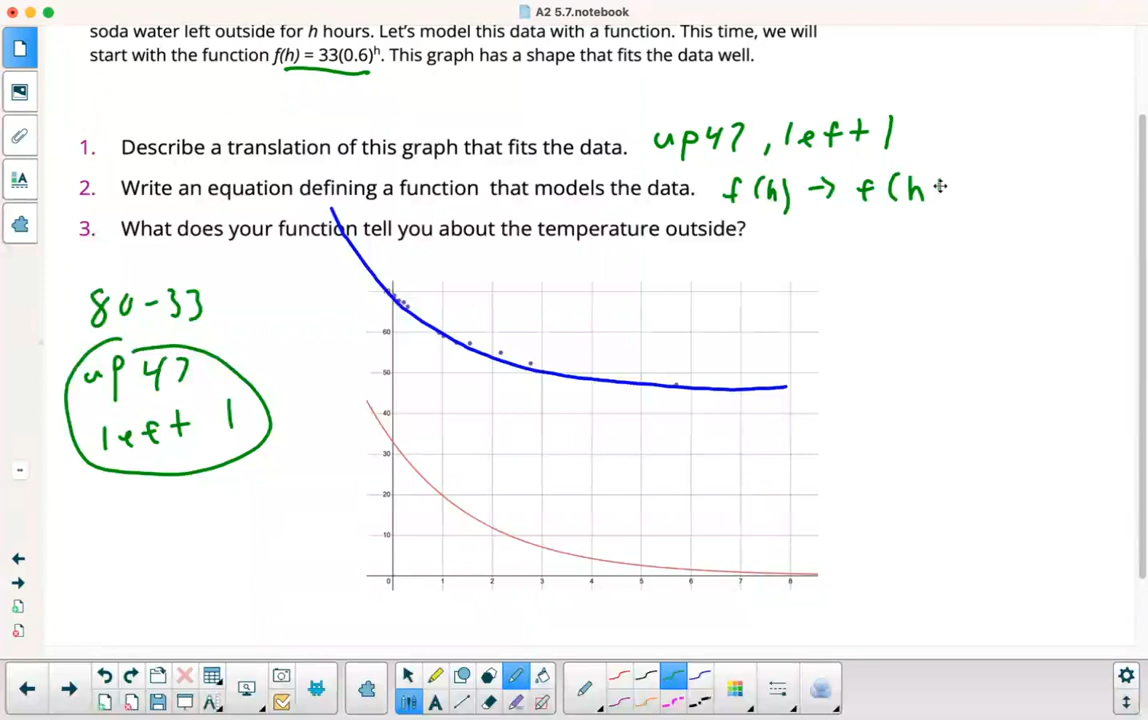 A2 5.7.notebook
soda water left outside for h hours. Let's model this data with a function. This time, we will
start with the function f(h) = 33(0.6)ʰ. This graph has a shape that fits the data well.
1. Describe a translation of this graph that fits the data. up 47, left 1
2. Write an equation defining a function that models the data. f(h) → f(h
3. What does your function tell you about the temperature outside?
80-33
up 47
left 1
60
50
40
30
20
10
0 1 2 3 4 5 6 7 8